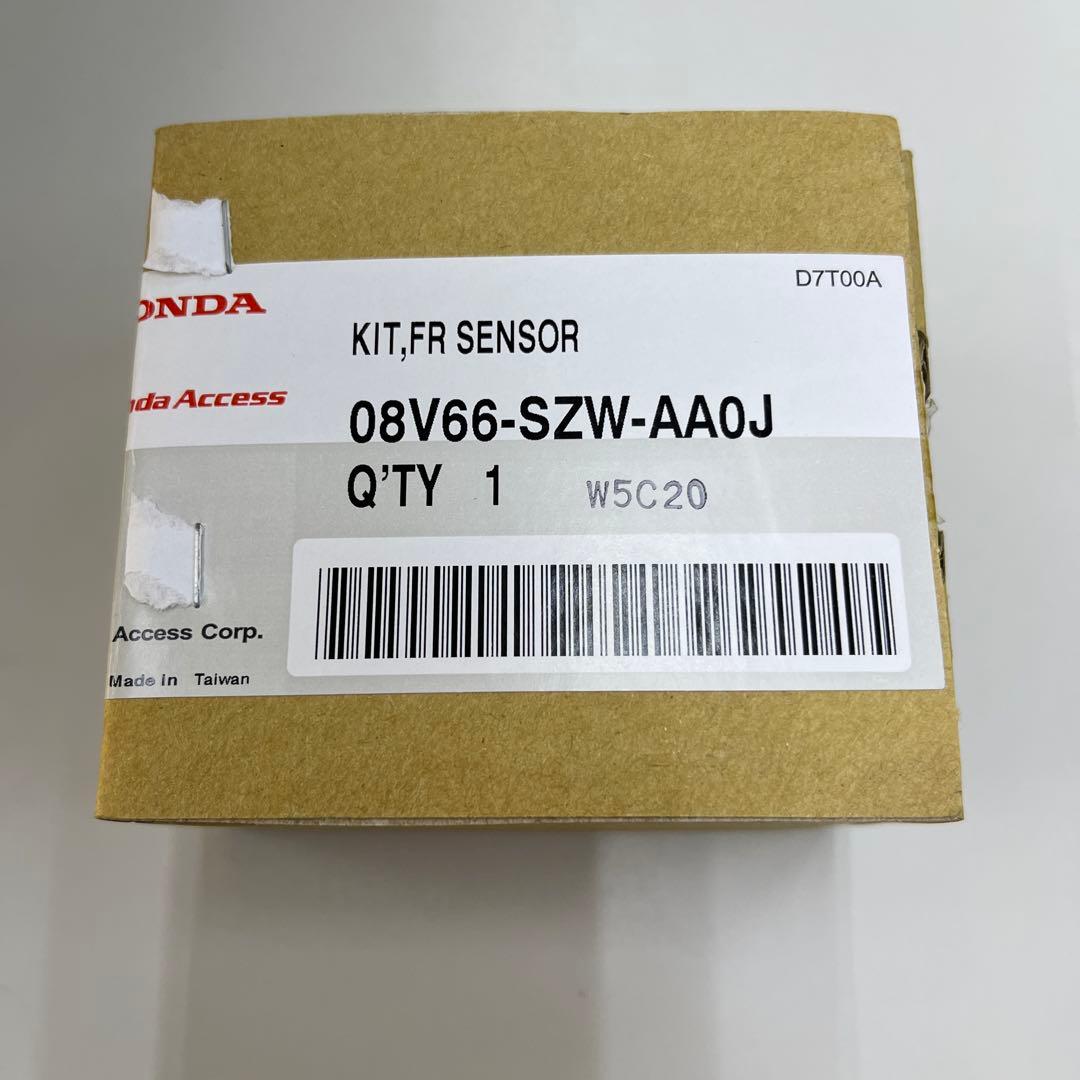 D7T00A
ONDA
KIT,FR SENSOR
nda Access
08V66-SZW-AA0J
Q'TY 1 W5C20
Access Corp.
Made in Taiwan